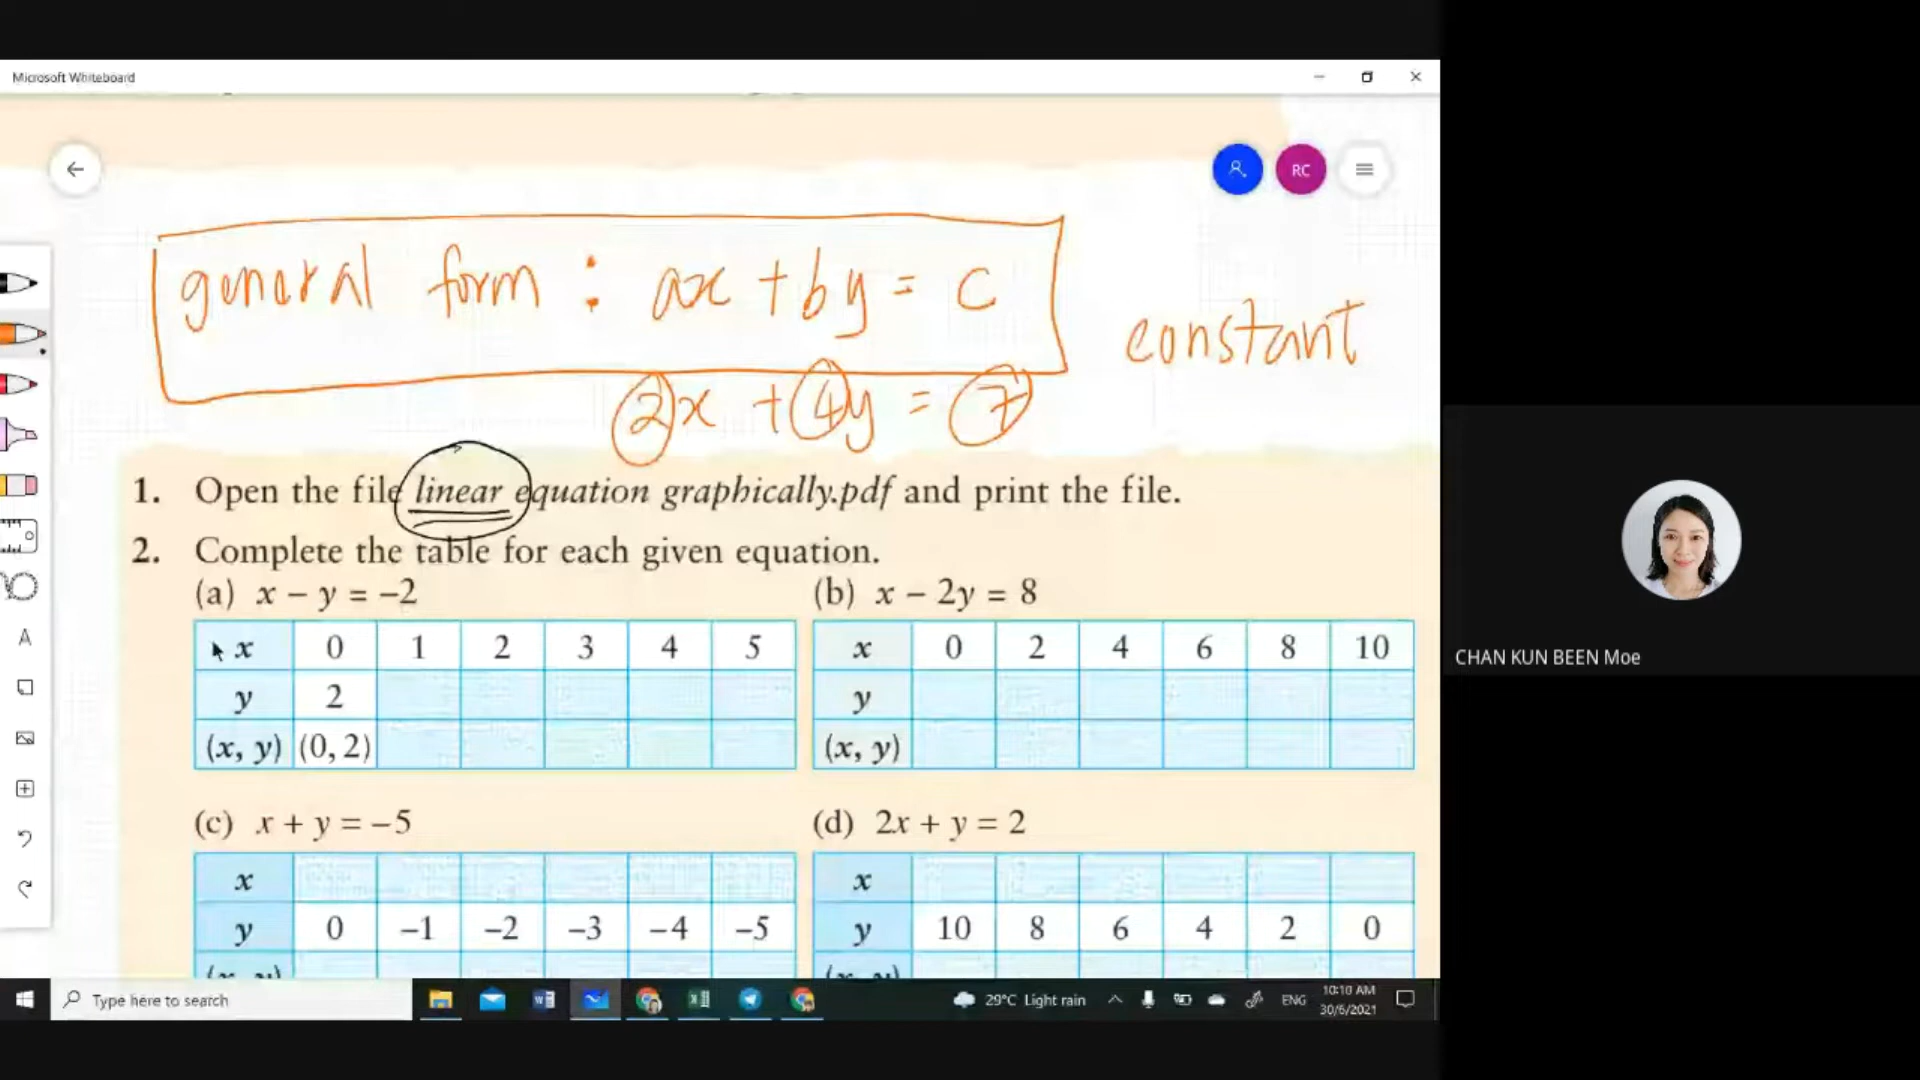 Microsoft Whiteboard
RC
general form : ax + by = c
constant
2x + 4y = 7
1. Open the file linear equation graphically.pdf and print the file.
2. Complete the table for each given equation.
(a) x − y = −2
x 0 1 2 3 4 5
y 2
(x, y) (0, 2)
(b) x − 2y = 8
x 0 2 4 6 8 10
y
(x, y)
(c) x + y = −5
x
y 0 −1 −2 −3 −4 −5
(d) 2x + y = 2
x
y 10 8 6 4 2 0
CHAN KUN BEEN Moe
Type here to search
29°C Light rain
ENG
10:10 AM
30/6/2021